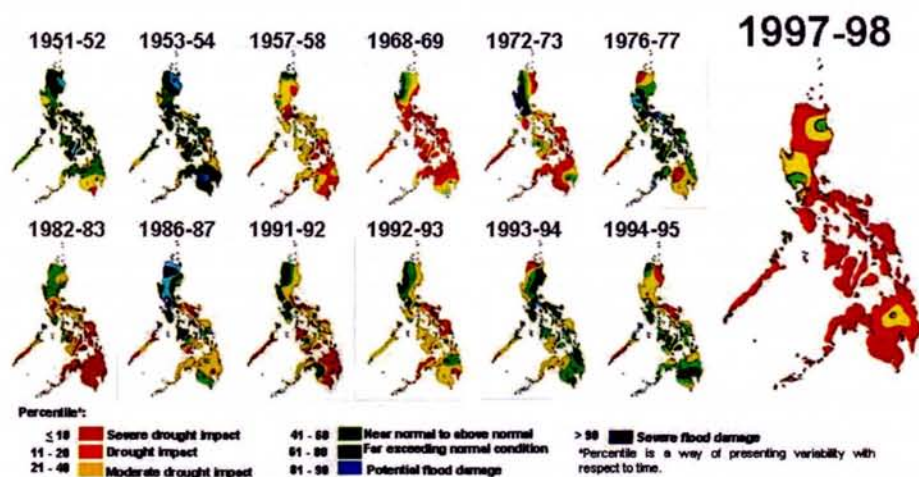 1951-52 1953-54 1957-58 1968-69 1972-73 1976-77 1997-98
1982-83 1986-87 1991-92 1992-93 1993-94 1994-95
Percentile*:
≤ 10 Severe drought impact
11 - 20 Drought impact
21 - 40 Moderate drought impact
41 - 60 Near normal to above normal
61 - 80 Far exceeding normal condition
81 - 90 Potential flood damage
> 90 Severe flood damage
*Percentile is a way of presenting variability with
respect to time.